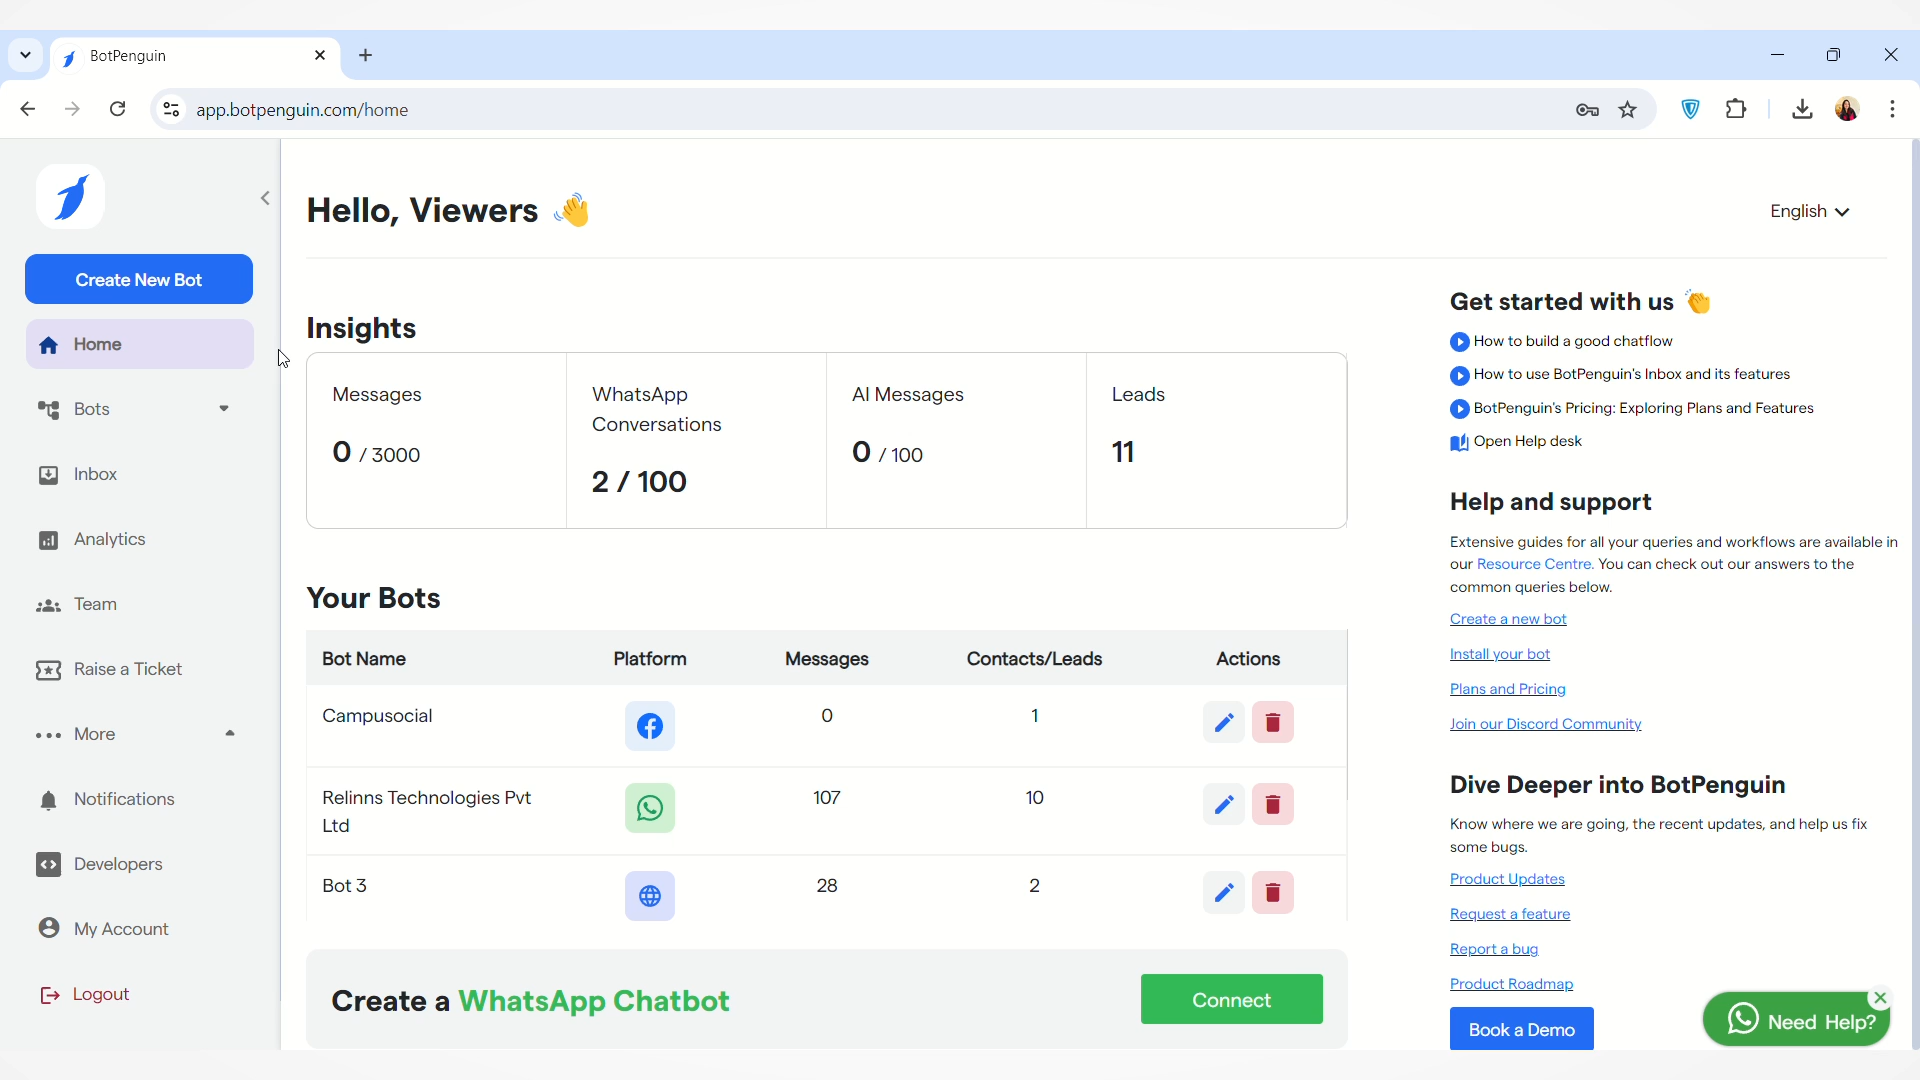 BotPenguin
app.botpenguin.com/home
Hello, Viewers
English
Create New Bot
Home
Bots
Inbox
Analytics
Team
Raise a Ticket
More
Notifications
Developers
My Account
Logout
Insights
Messages
0 / 3000
WhatsApp
Conversations
2 / 100
AI Messages
0 / 100
Leads
11
Your Bots
Bot Name Platform Messages Contacts/Leads Actions
Campusocial 0 1
Relinns Technologies Pvt
Ltd
107 10
Bot 3 28 2
Create a WhatsApp Chatbot
Connect
Get started with us
How to build a good chatflow
How to use BotPenguin's Inbox and its features
BotPenguin's Pricing: Exploring Plans and Features
Open Help desk
Help and support
Extensive guides for all your queries and workflows are available in
our Resource Centre. You can check out our answers to the
common queries below.
Create a new bot
Install your bot
Plans and Pricing
Join our Discord Community
Dive Deeper into BotPenguin
Know where we are going, the recent updates, and help us fix
some bugs.
Product Updates
Request a feature
Report a bug
Product Roadmap
Book a Demo
Need Help?